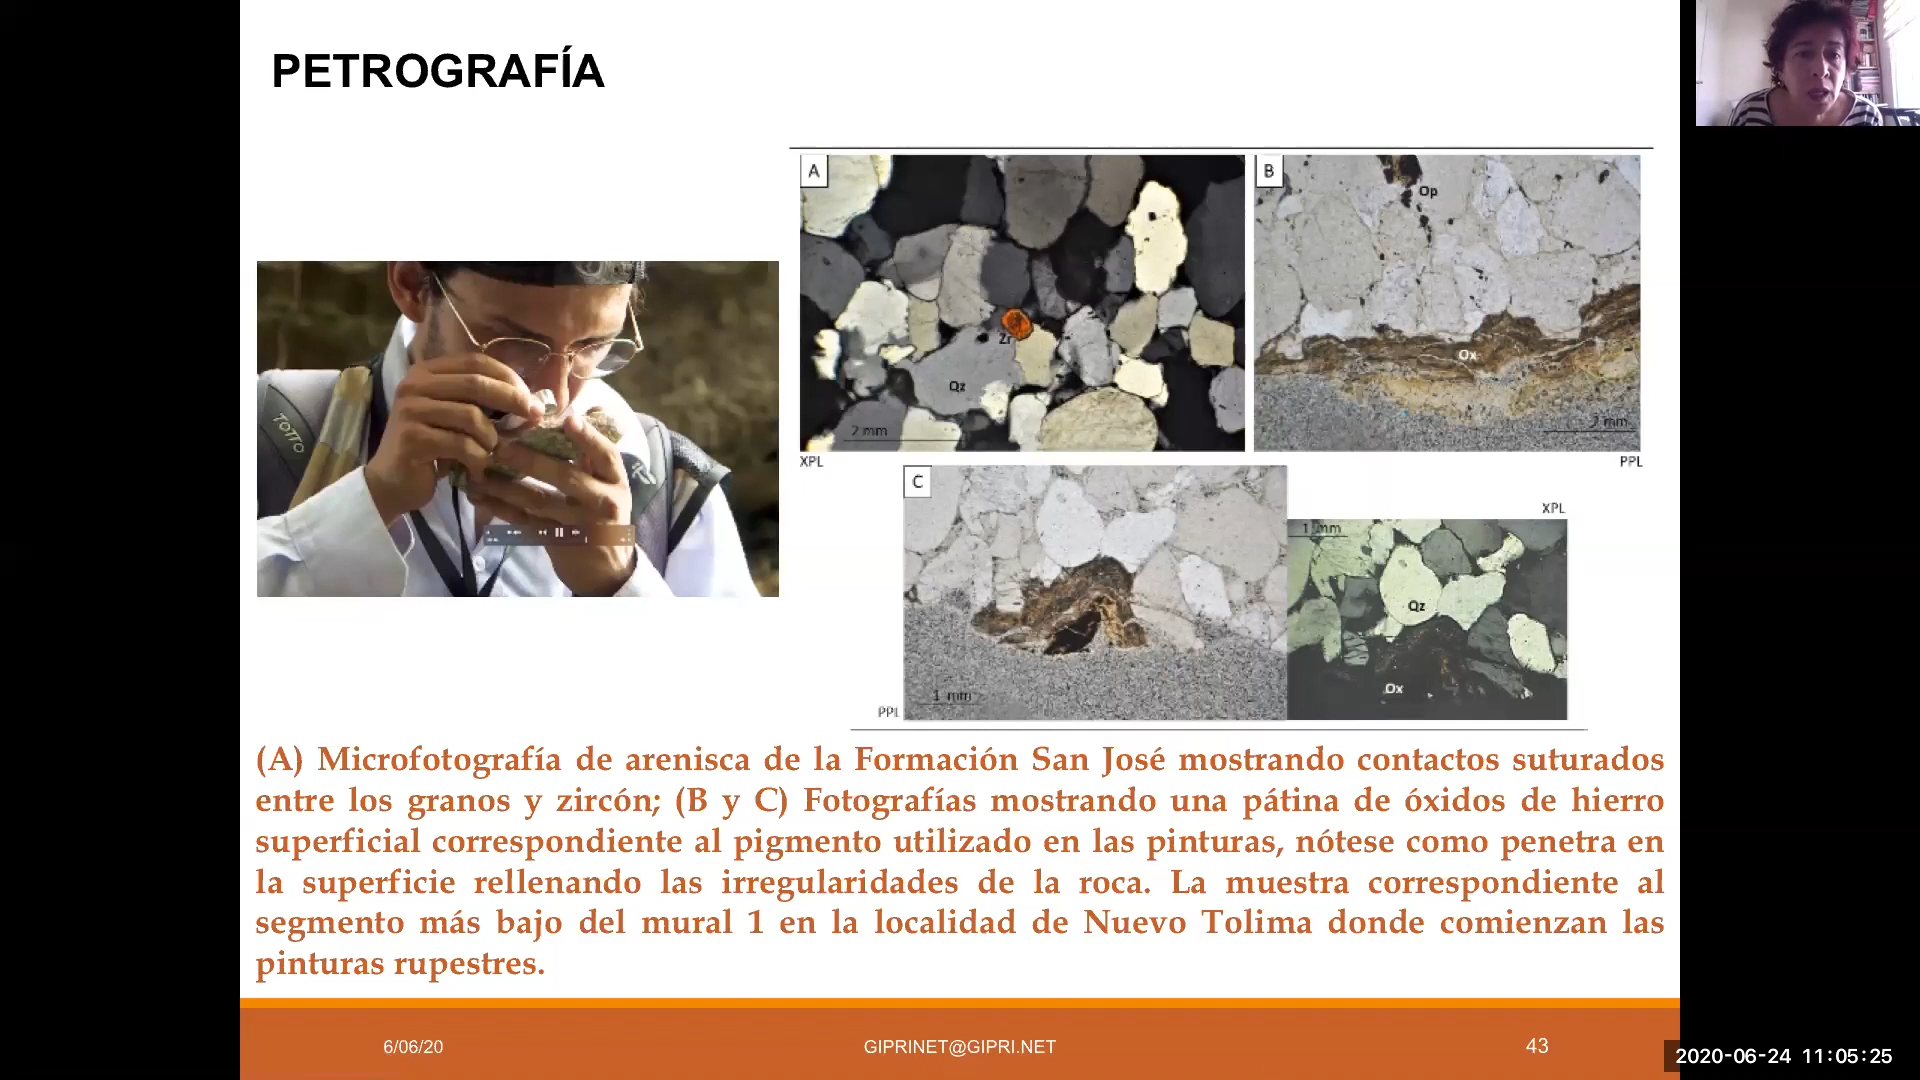 PETROGRAFÍA
A
B
Op
Zr
Ox
Qz
2 mm
2 mm
XPL
PPL
C
XPL
1 mm
TOTTO
Qz
Ox
1 mm
PPL
(A) Microfotografía de arenisca de la Formación San José mostrando contactos suturados
entre los granos y zircón; (B y C) Fotografías mostrando una pátina de óxidos de hierro
superficial correspondiente al pigmento utilizado en las pinturas, nótese como penetra en
la superficie rellenando las irregularidades de la roca. La muestra correspondiente al
segmento más bajo del mural 1 en la localidad de Nuevo Tolima donde comienzan las
pinturas rupestres.
6/06/20
GIPRINET@GIPRI.NET
43
2020-06-24 11:05:25